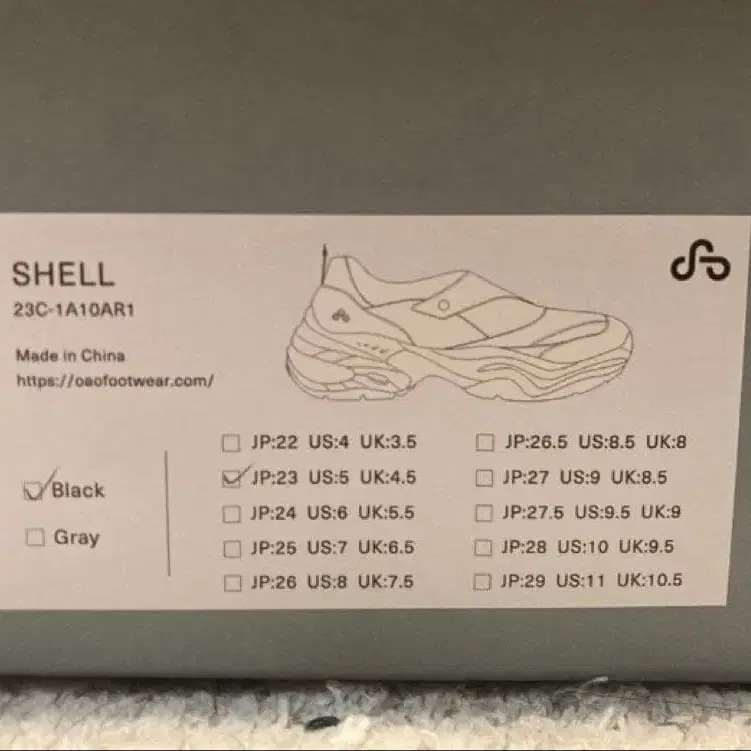 SHELL
23C-1A10AR1
Made in China
https://oaofootwear.com/
Black
Gray
JP:22 US:4 UK:3.5
JP:23 US:5 UK:4.5
JP:24 US:6 UK:5.5
JP:25 US:7 UK:6.5
JP:26 US:8 UK:7.5
JP:26.5 US:8.5 UK:8
JP:27 US:9 UK:8.5
JP:27.5 US:9.5 UK:9
JP:28 US:10 UK:9.5
JP:29 US:11 UK:10.5